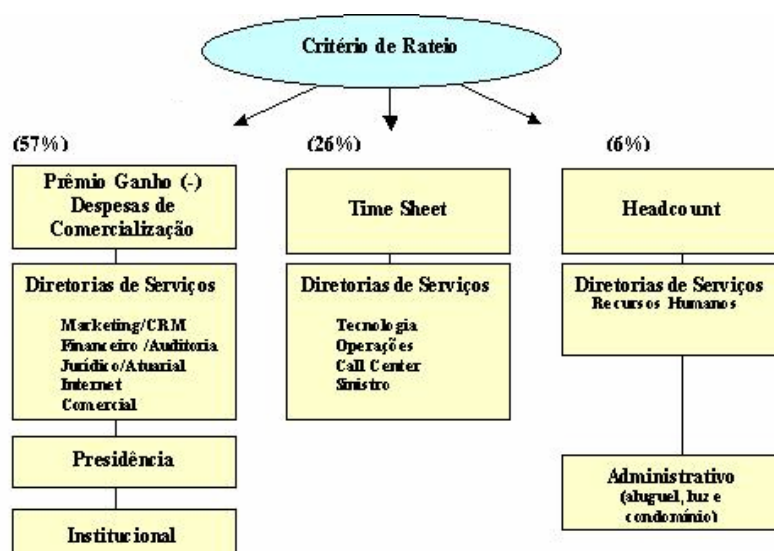 Critério de Rateio
(57%)
(26%)
(6%)
Prêmio Ganho (-)
Despesas de
Comercialização
Time Sheet
Headcount
Diretorias de Serviços
Marketing/CRM
Financeiro /Auditoria
Jurídico/Atuarial
Internet
Comercial
Diretorias de Serviços
Tecnologia
Operações
Call Center
Sinistro
Diretorias de Serviços
Recursos Humanos
Presidência
Institucional
Administrativo
(aluguel, luz e
condomínio)